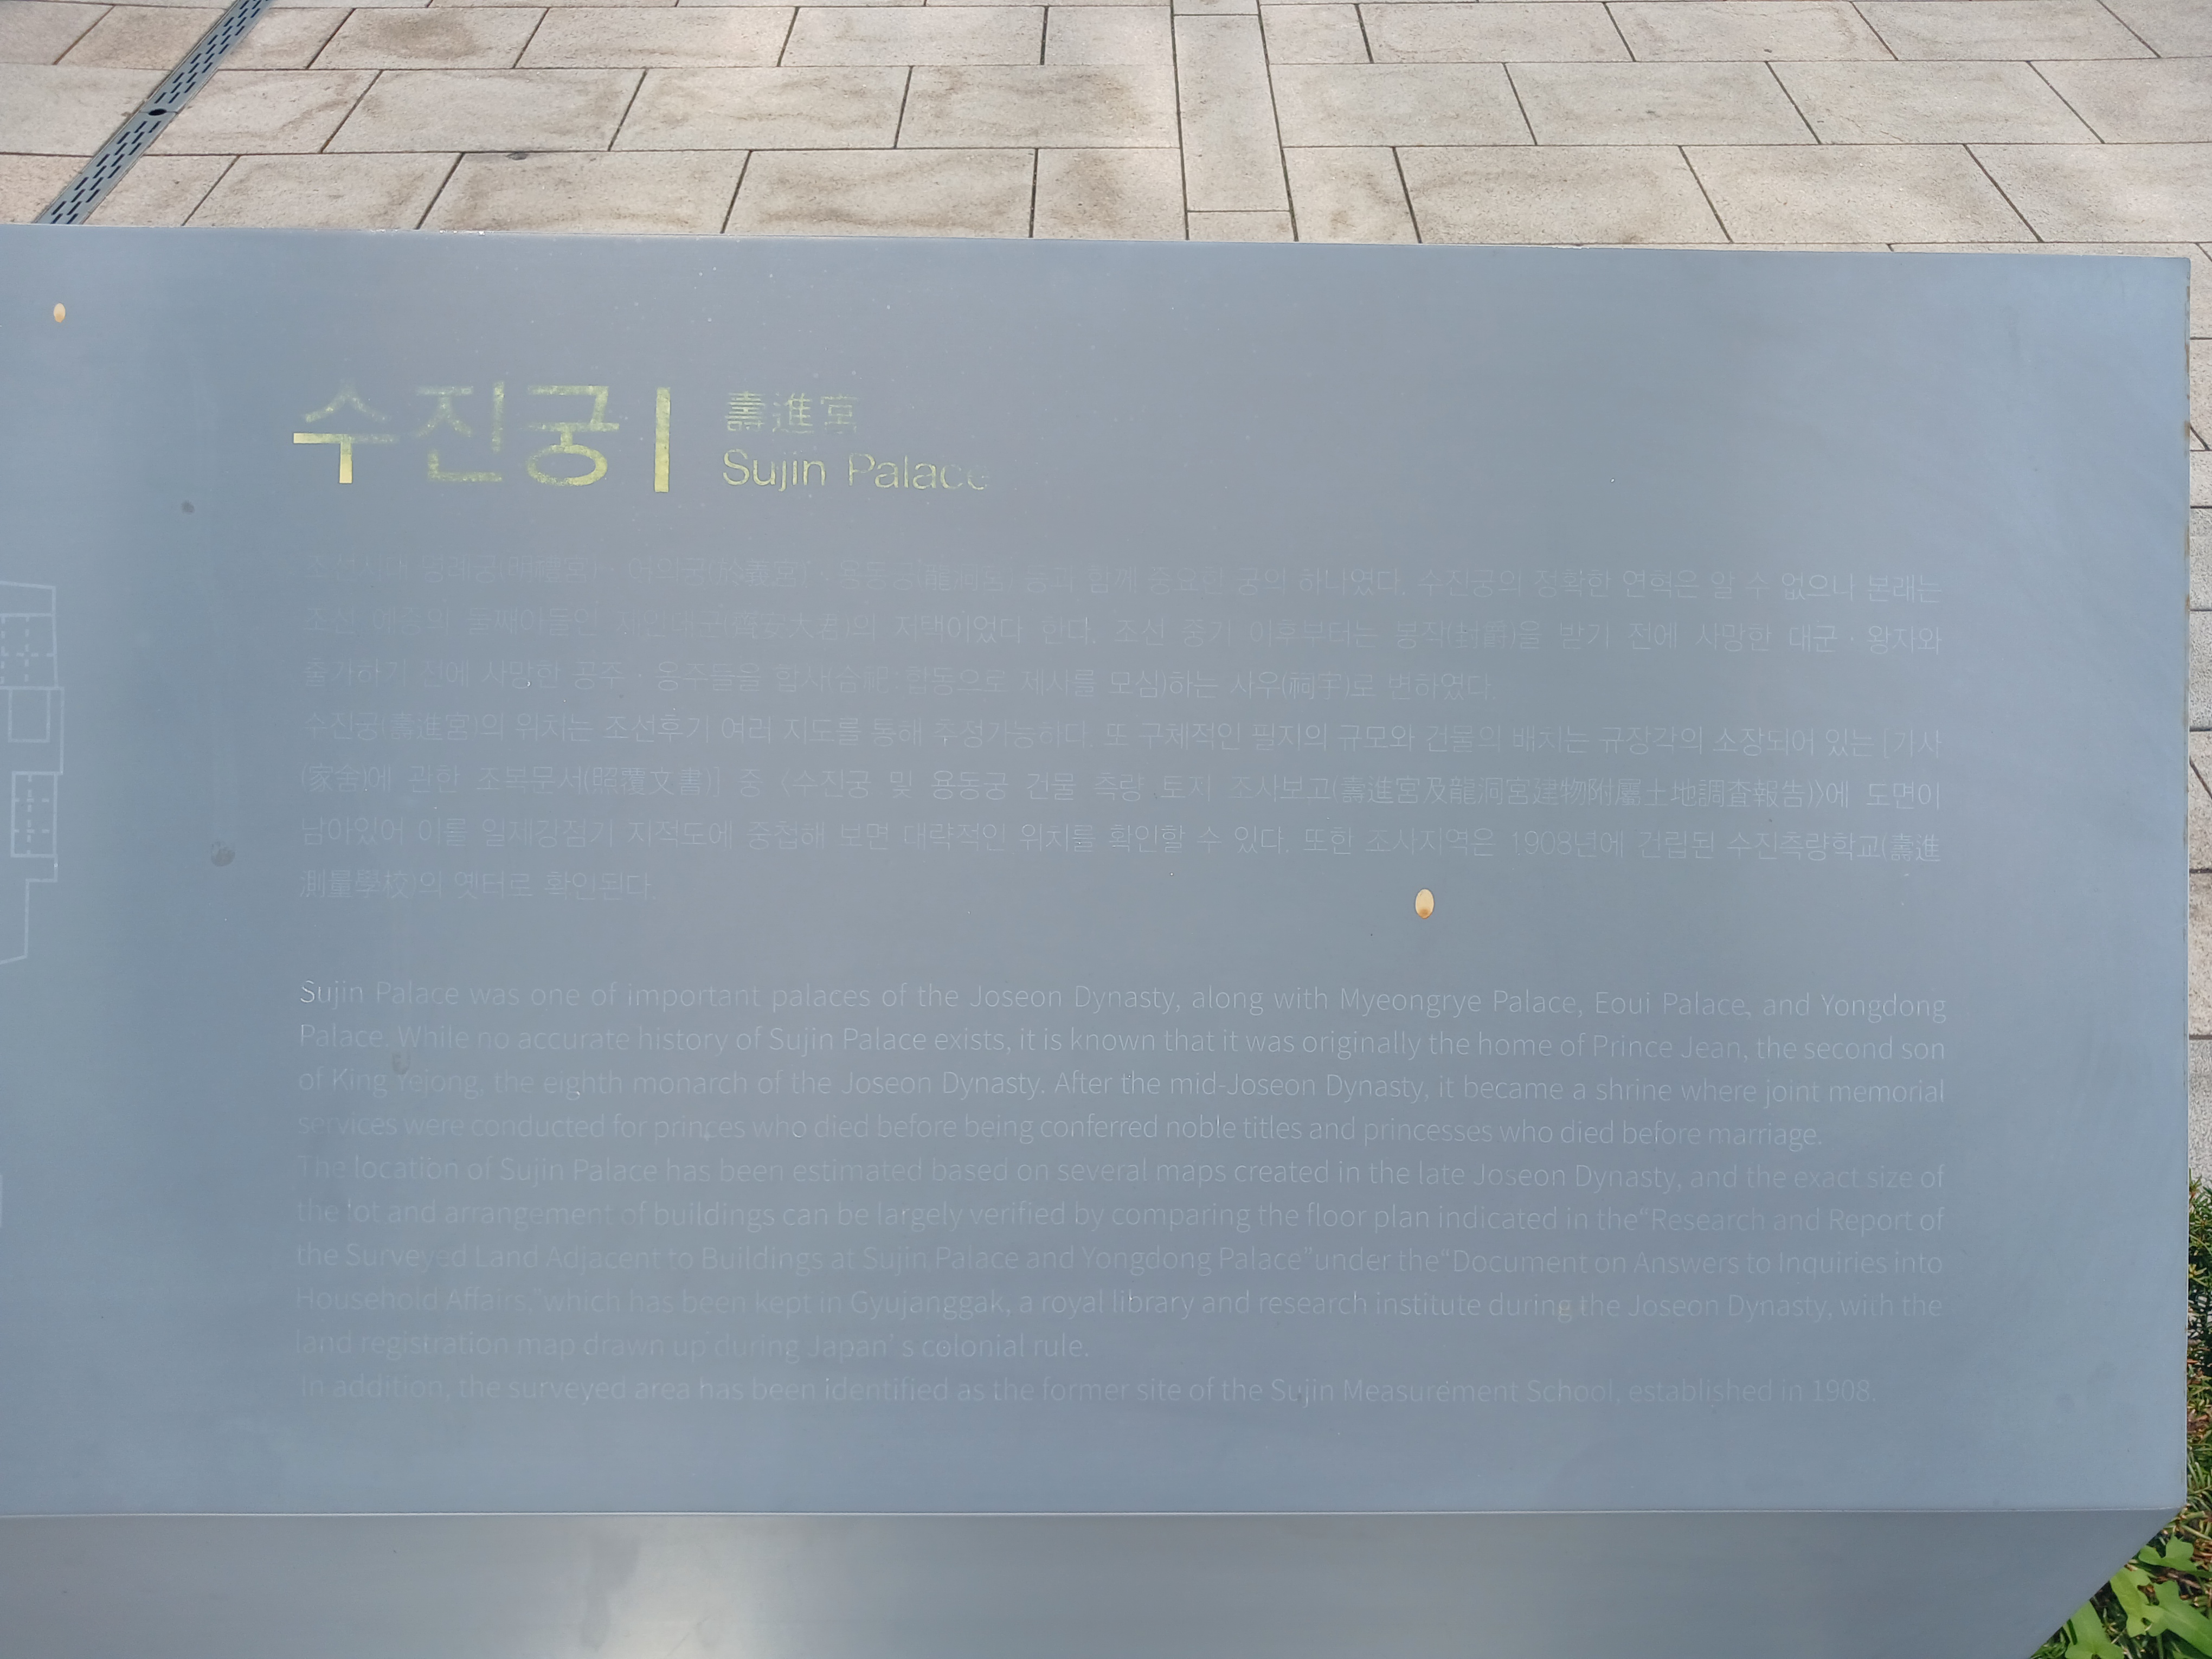 수진궁
壽進宮
Sujin Palace
조선시대 명례궁(明禮宮) · 어의궁(於義宮) · 용동궁(龍洞宮) 등과 함께 중요한 궁의 하나였다. 수진궁의 정확한 연혁은 알 수 없으나 본래는
조선 예종의 둘째아들인 제안대군(齊安大君)의 저택이었다 한다. 조선 중기 이후부터는 봉작(封爵)을 받기 전에 사망한 대군 · 왕자와
출가하기 전에 사망한 공주 · 옹주들을 합사(合祀:합동으로 제사를 모심)하는 사우(祠宇)로 변하였다.
수진궁(壽進宮)의 위치는 조선후기 여러 지도를 통해 추정가능하다. 또 구체적인 필지의 규모와 건물의 배치는 규장각의 소장되어 있는 [가사
(家舍)에 관한 조복문서(照覆文書)] 중 〈수진궁 및 용동궁 건물 측량 토지 조사보고(壽進宮及龍洞宮建物附屬土地調査報告)〉에 도면이
남아있어 이를 일제강점기 지적도에 중첩해 보면 대략적인 위치를 확인할 수 있다. 또한 조사지역은 1908년에 건립된 수진측량학교(壽進
測量學校)의 옛터로 확인된다.
Sujin Palace was one of important palaces of the Joseon Dynasty, along with Myeongrye Palace, Eoui Palace, and Yongdong
Palace. While no accurate history of Sujin Palace exists, it is known that it was originally the home of Prince Jean, the second son
of King Yejong, the eighth monarch of the Joseon Dynasty. After the mid-Joseon Dynasty, it became a shrine where joint memorial
services were conducted for princes who died before being conferred noble titles and princesses who died before marriage.
The location of Sujin Palace has been estimated based on several maps created in the late Joseon Dynasty, and the exact size of
the lot and arrangement of buildings can be largely verified by comparing the floor plan indicated in the“Research and Report of
the Surveyed Land Adjacent to Buildings at Sujin Palace and Yongdong Palace”under the“Document on Answers to Inquiries into
Household Affairs,”which has been kept in Gyujanggak, a royal library and research institute during the Joseon Dynasty, with the
land registration map drawn up during Japan’ s colonial rule.
In addition, the surveyed area has been identified as the former site of the Sujin Measurement School, established in 1908.